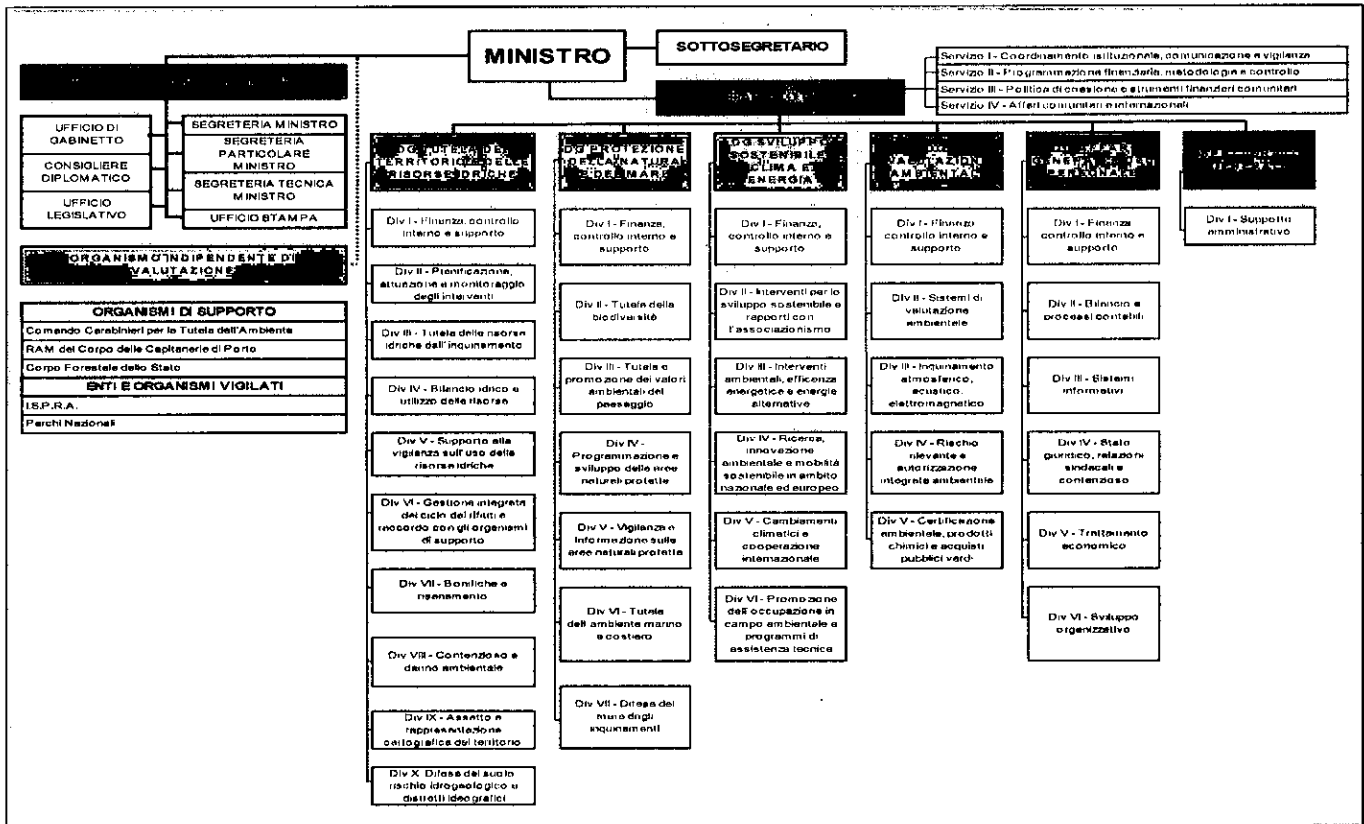 MINISTRO
SOTTOSEGRETARIO
Servizio I - Coordinamento istituzionale, comunicazione e vigilanza
Servizio II - Programmazione finanziaria, metodologia e controllo
Servizio III - Politica di coesione e strumenti finanziari comunitari
Servizio IV - Affari comunitari e internazionali
UFFICIO DI
GABINETTO
CONSIGLIERE
DIPLOMATICO
UFFICIO
LEGISLATIVO
SEGRETERIA MINISTRO
SEGRETERIA
PARTICOLARE
MINISTRO
SEGRETERIA TECNICA
MINISTRO
UFFICIO STAMPA
ORGANISMO INDIPENDENTE DI
VALUTAZIONE
ORGANISMI DI SUPPORTO
Comando Carabinieri per la Tutela dell'Ambiente
RAM del Corpo delle Capitanerie di Porto
Corpo Forestale dello Stato
ENTI E ORGANISMI VIGILATI
I.S.P.R.A.
Parchi Nazionali
DG TUTELA DEL
TERRITORIO E DELLE
RISORSE IDRICHE
Div I - Finanza, controllo
interno e supporto
Div II - Pianificazione,
attuazione e monitoraggio
degli interventi
Div III - Tutela delle risorse
idriche dall'inquinamento
Div IV - Bilancio idrico e
utilizzo delle risorse
Div V - Supporto alla
vigilanza sull'uso delle
risorse idriche
Div VI - Gestione integrata
del ciclo dei rifiuti e
raccordo con gli organismi
di supporto
Div VII - Bonifiche e
risanamento
Div VIII - Contenzioso e
danno ambientale
Div IX - Assetto e
rappresentazione
cartografica del territorio
Div X Difesa del suolo
rischio idrogeologico e
distretti idrografici
DG PROTEZIONE
DELLA NATURA
E DEL MARE
Div I - Finanza,
controllo interno e
supporto
Div II - Tutela della
biodiversità
Div III - Tutela e
promozione dei valori
ambientali del
paesaggio
Div IV -
Programmazione e
sviluppo delle aree
naturali protette
Div V - Vigilanza e
Informazione sulle
aree naturali protette
Div VI - Tutela
dell'ambiente marino
e costiero
Div VII - Difesa del
mare dagli
inquinamenti
DG SVILUPPO
SOSTENIBILE
CLIMA E
ENERGIA
Div I - Finanza,
controllo interno e
supporto
Div II - Interventi per lo
sviluppo sostenibile e
rapporti con
l'associazionismo
Div III - Interventi
ambientali, efficienza
energetica e energie
alternative
Div IV - Ricerca,
innovazione
ambientale e mobilità
sostenibile in ambito
nazionale ed europeo
Div V - Cambiamenti
climatici e
cooperazione
internazionale
Div VI - Promozione
dell'occupazione in
campo ambientale e
programmi di
assistenza tecnica
VALUTAZIONI
AMBIENTALI
Div I - Finanza
controllo interno e
supporto
Div II - Sistemi di
valutazione
ambientale
Div III - Inquinamento
atmosferico,
acustico,
elettromagnetico
Div IV - Rischio
rilevante e
autorizzazione
integrata ambientale
Div V - Certificazione
ambientale, prodotti
chimici e acquisti
pubblici verdi
GENERALI E DEL
PERSONALE
Div I - Finanza
controllo interno e
supporto
Div II - Bilancio e
processi contabili
Div III - Sistemi
informativi
Div IV - Stato
giuridico, relazioni
sindacali e
contenzioso
Div V - Trattamento
economico
Div VI - Sviluppo
organizzativo
Div I - Supporto
amministrativo